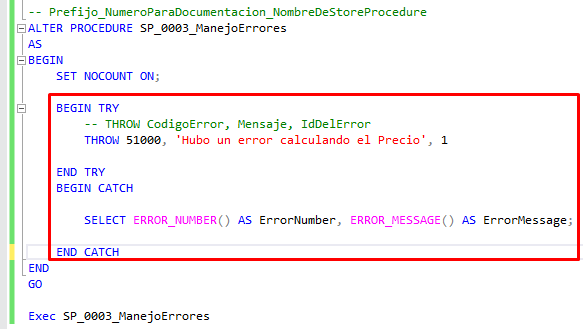 -- Prefijo_NumeroParaDocumentacion_NombreDeStoreProcedure
ALTER PROCEDURE SP_0003_ManejoErrores
AS
BEGIN
SET NOCOUNT ON;
BEGIN TRY
-- THROW CodigoError, Mensaje, IdDelError
THROW 51000, 'Hubo un error calculando el Precio', 1
END TRY
BEGIN CATCH
SELECT ERROR_NUMBER() AS ErrorNumber, ERROR_MESSAGE() AS ErrorMessage;
END CATCH
END
GO
Exec SP_0003_ManejoErrores